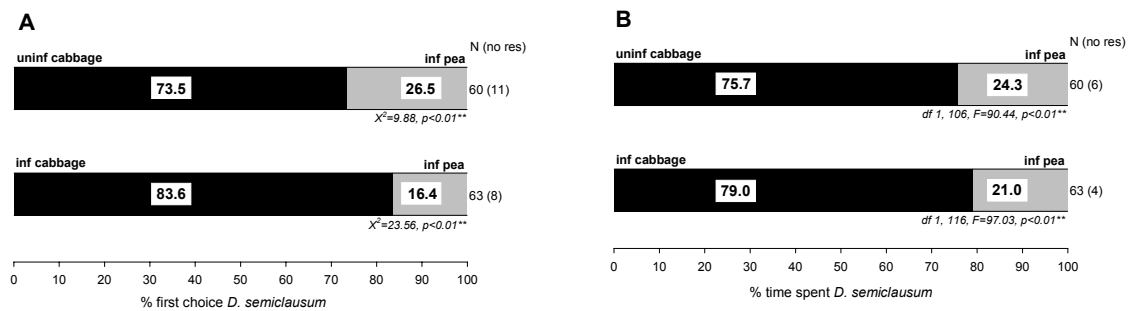 A
N (no res)
uninf cabbage inf pea
73.5 26.5 60 (11)
X²=9.88, p<0.01**
inf cabbage inf pea
83.6 16.4 63 (8)
X²=23.56, p<0.01**
0 10 20 30 40 50 60 70 80 90 100
% first choice D. semiclausum
B
N (no res)
uninf cabbage inf pea
75.7 24.3 60 (6)
df 1, 106, F=90.44, p<0.01**
inf cabbage inf pea
79.0 21.0 63 (4)
df 1, 116, F=97.03, p<0.01**
0 10 20 30 40 50 60 70 80 90 100
% time spent D. semiclausum